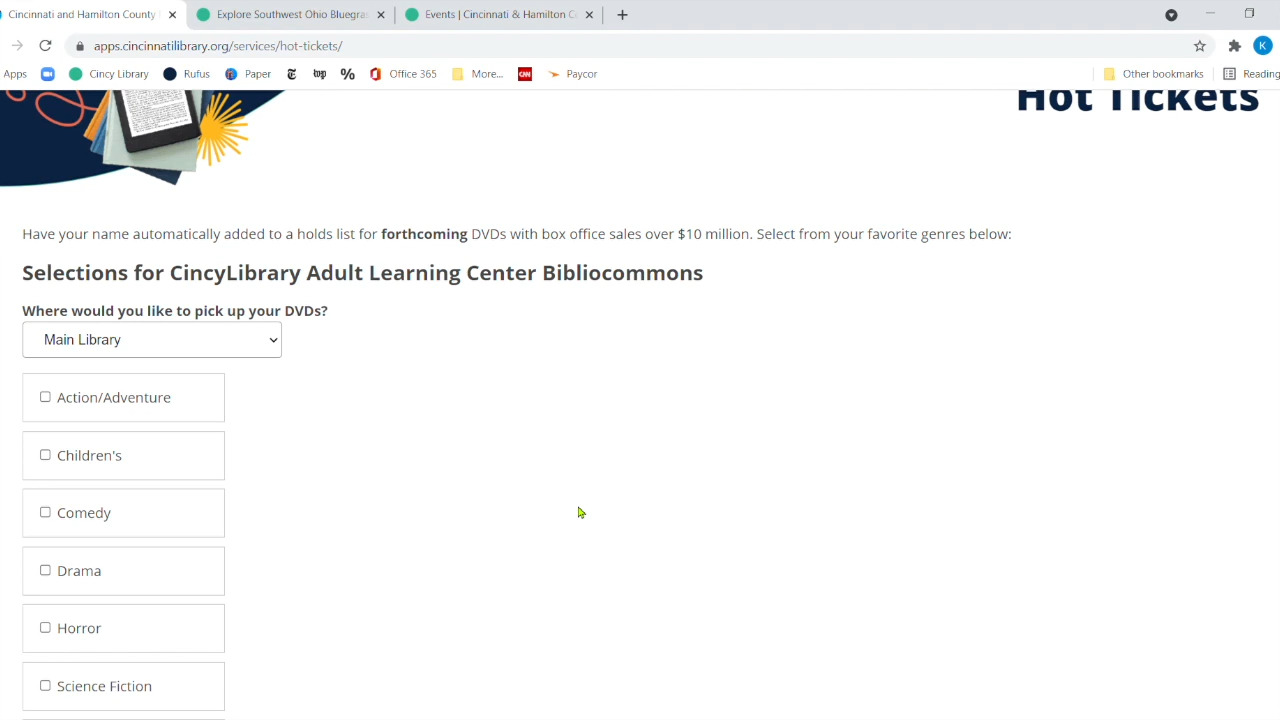 Cincinnati and Hamilton County
Explore Southwest Ohio Bluegra
Events | Cincinnati & Hamilton C
apps.cincinnatilibrary.org/services/hot-tickets/
K
Apps
Cincy Library
Rufus
Paper
top
%
Office 365
More...
CNN
Paycor
Other bookmarks
Reading
Hot Tickets
Have your name automatically added to a holds list for forthcoming DVDs with box office sales over $10 million. Select from your favorite genres below:
Selections for CincyLibrary Adult Learning Center Bibliocommons
Where would you like to pick up your DVDs?
Main Library
Action/Adventure
Children's
Comedy
Drama
Horror
Science Fiction